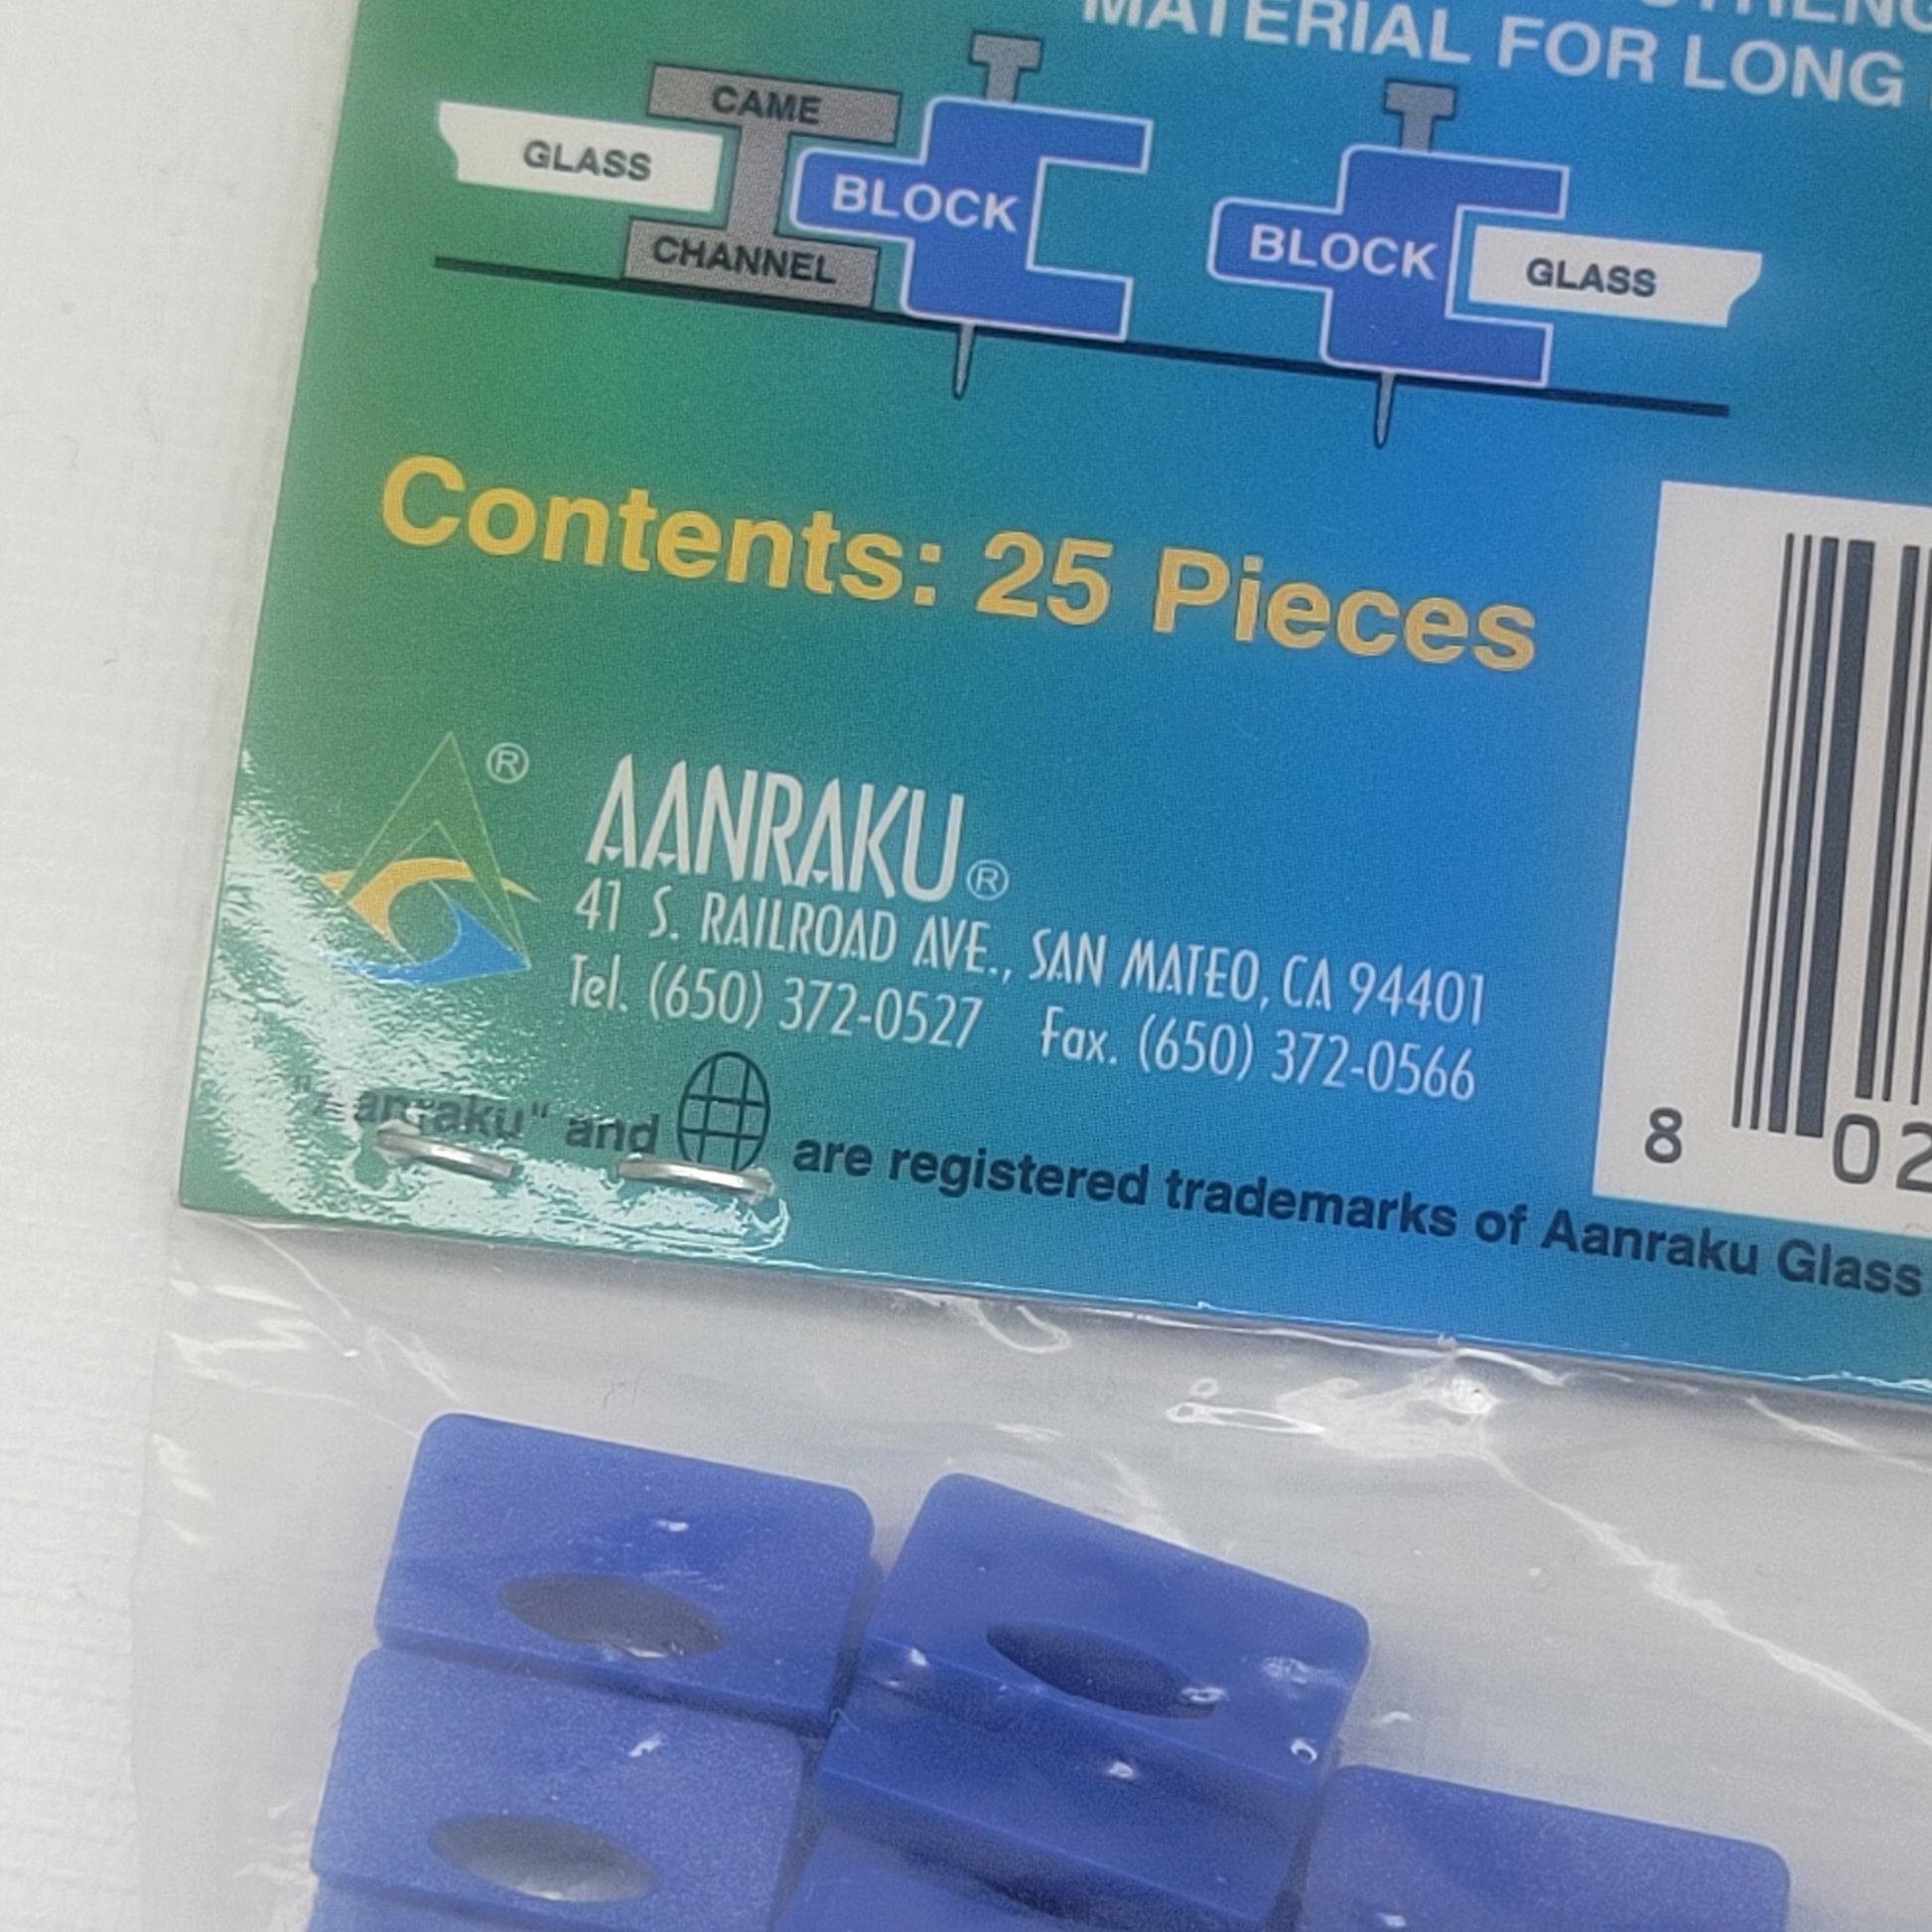 MATERIAL FOR LONG
CAME
GLASS
BLOCK
CHANNEL
BLOCK
GLASS
Contents: 25 Pieces
®
AANRAKU®
41 S. RAILROAD AVE., SAN MATEO, CA 94401
Tel. (650) 372-0527 Fax. (650) 372-0566
"Aanraku" and are registered trademarks of Aanraku Glass
8 02